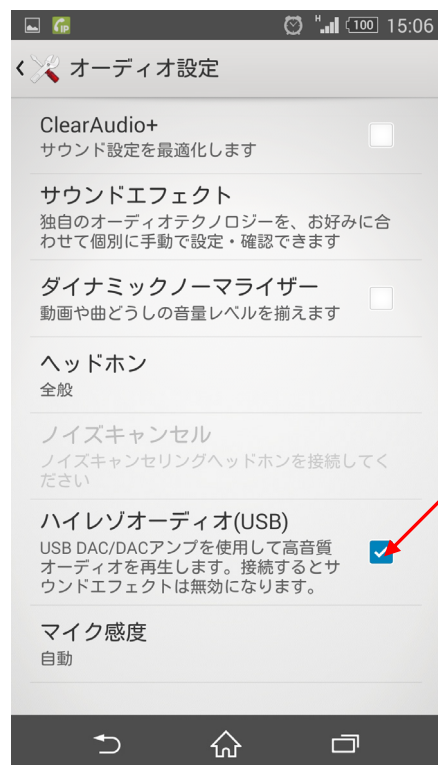 H 100 15:06
オーディオ設定
ClearAudio+
サウンド設定を最適化します
サウンドエフェクト
独自のオーディオテクノロジーを、お好みに合
わせて個別に手動で設定・確認できます
ダイナミックノーマライザー
動画や曲どうしの音量レベルを揃えます
ヘッドホン
全般
ノイズキャンセル
ノイズキャンセリングヘッドホンを接続してく
ださい
ハイレゾオーディオ(USB)
USB DAC/DACアンプを使用して高音質
オーディオを再生します。接続するとサ
ウンドエフェクトは無効になります。
マイク感度
自動